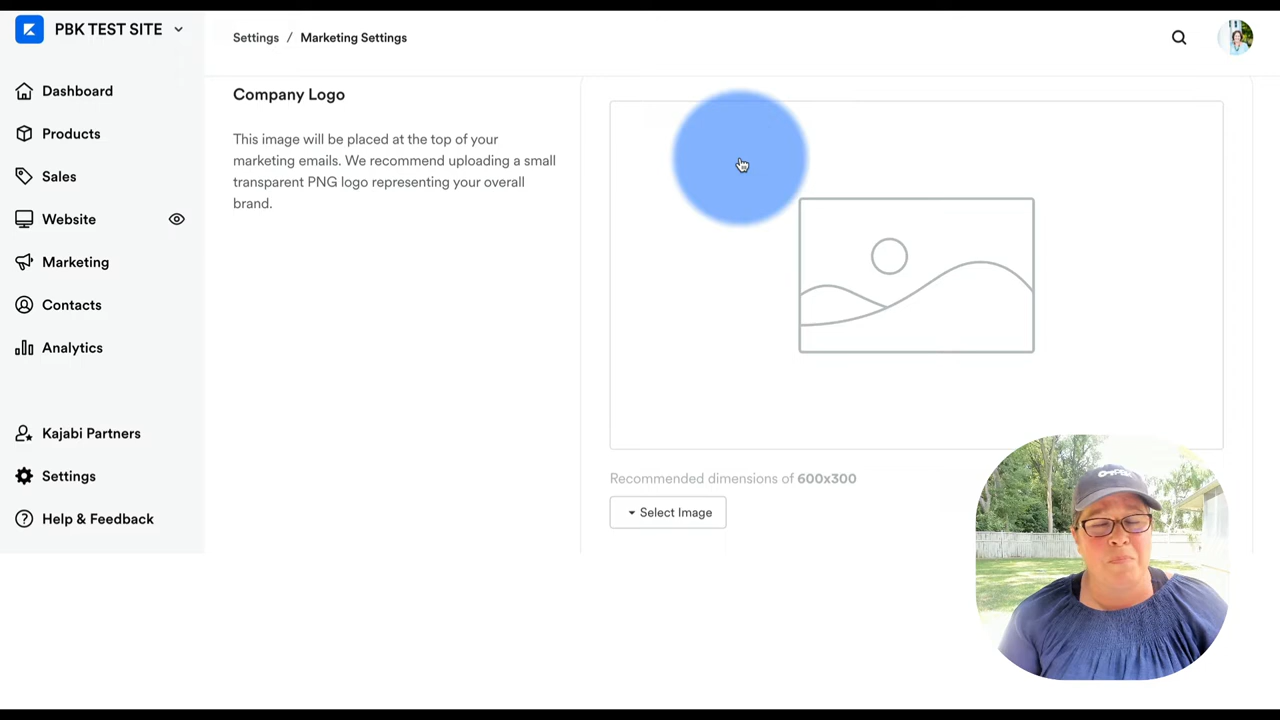 PBK TEST SITE
Settings / Marketing Settings
Dashboard
Products
Sales
Website
Marketing
Contacts
Analytics
Kajabi Partners
Settings
Help & Feedback
Company Logo
This image will be placed at the top of your
marketing emails. We recommend uploading a small
transparent PNG logo representing your overall
brand.
Recommended dimensions of 600x300
Select Image